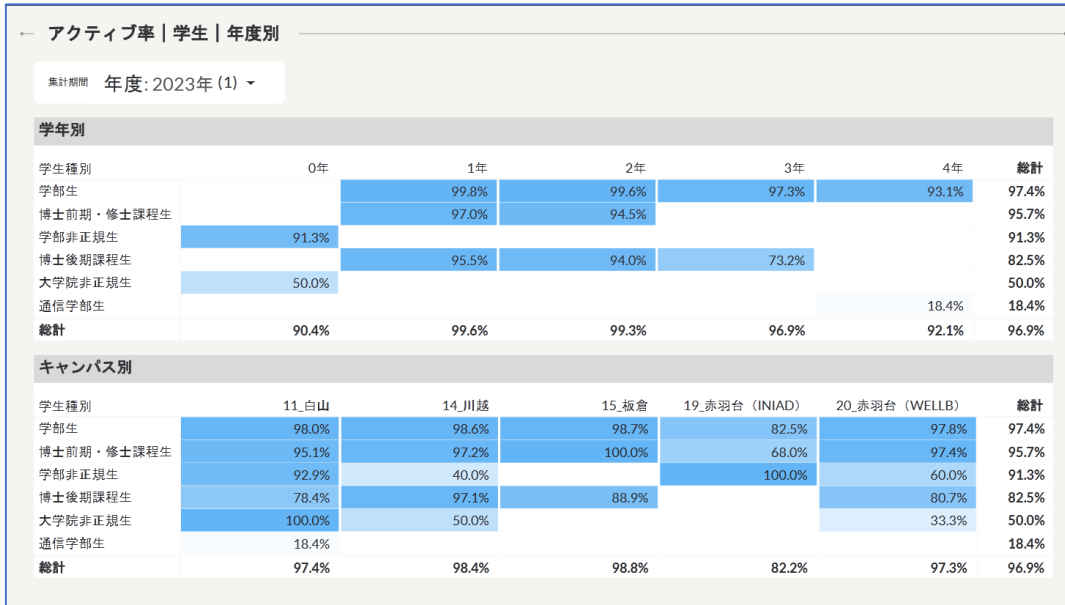 アクティブ率 | 学生 | 年度別
集計期間 年度: 2023年 (1)
学年別
学生種別 0年 1年 2年 3年 4年 総計
学部生 99.8% 99.6% 97.3% 93.1% 97.4%
博士前期・修士課程生 97.0% 94.5% 95.7%
学部非正規生 91.3% 91.3%
博士後期課程生 95.5% 94.0% 73.2% 82.5%
大学院非正規生 50.0% 50.0%
通信学部生 18.4% 18.4%
総計 90.4% 99.6% 99.3% 96.9% 92.1% 96.9%
キャンパス別
学生種別 11_白山 14_川越 15_板倉 19_赤羽台（INIAD） 20_赤羽台（WELLB） 総計
学部生 98.0% 98.6% 98.7% 82.5% 97.8% 97.4%
博士前期・修士課程生 95.1% 97.2% 100.0% 68.0% 97.4% 95.7%
学部非正規生 92.9% 40.0% 100.0% 60.0% 91.3%
博士後期課程生 78.4% 97.1% 88.9% 80.7% 82.5%
大学院非正規生 100.0% 50.0% 33.3% 50.0%
通信学部生 18.4% 18.4%
総計 97.4% 98.4% 98.8% 82.2% 97.3% 96.9%